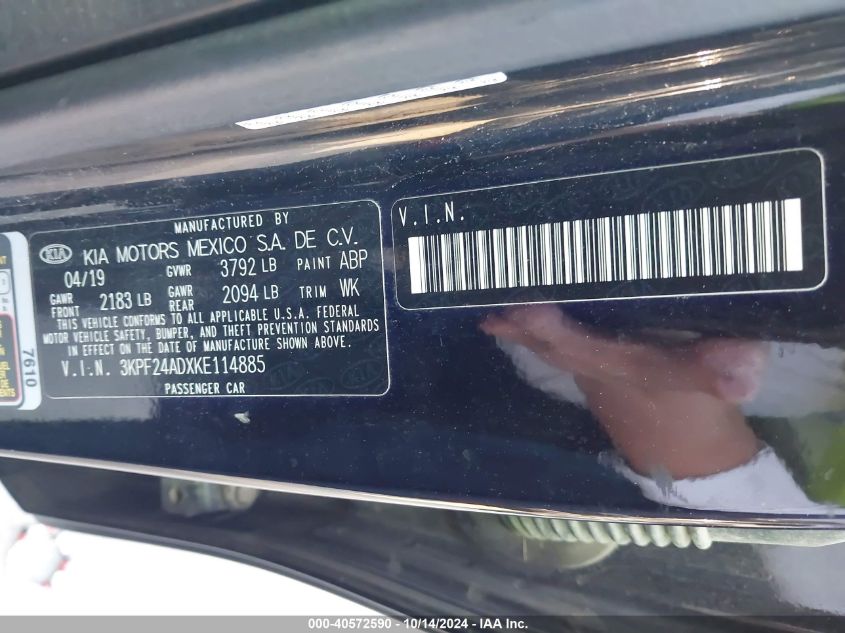 MANUFACTURED BY
KIA KIA MOTORS MEXICO S.A. DE C.V.
04/19 GVWR 3792 LB PAINT ABP
GAWR FRONT 2183 LB GAWR REAR 2094 LB TRIM WK
THIS VEHICLE CONFORMS TO ALL APPLICABLE U.S.A. FEDERAL
MOTOR VEHICLE SAFETY, BUMPER, AND THEFT PREVENTION STANDARDS
IN EFFECT ON THE DATE OF MANUFACTURE SHOWN ABOVE.
V.I.N. 3KPF24ADXKE114885
PASSENGER CAR
V.I.N.
7610
000-40572590 - 10/14/2024 - IAA Inc.